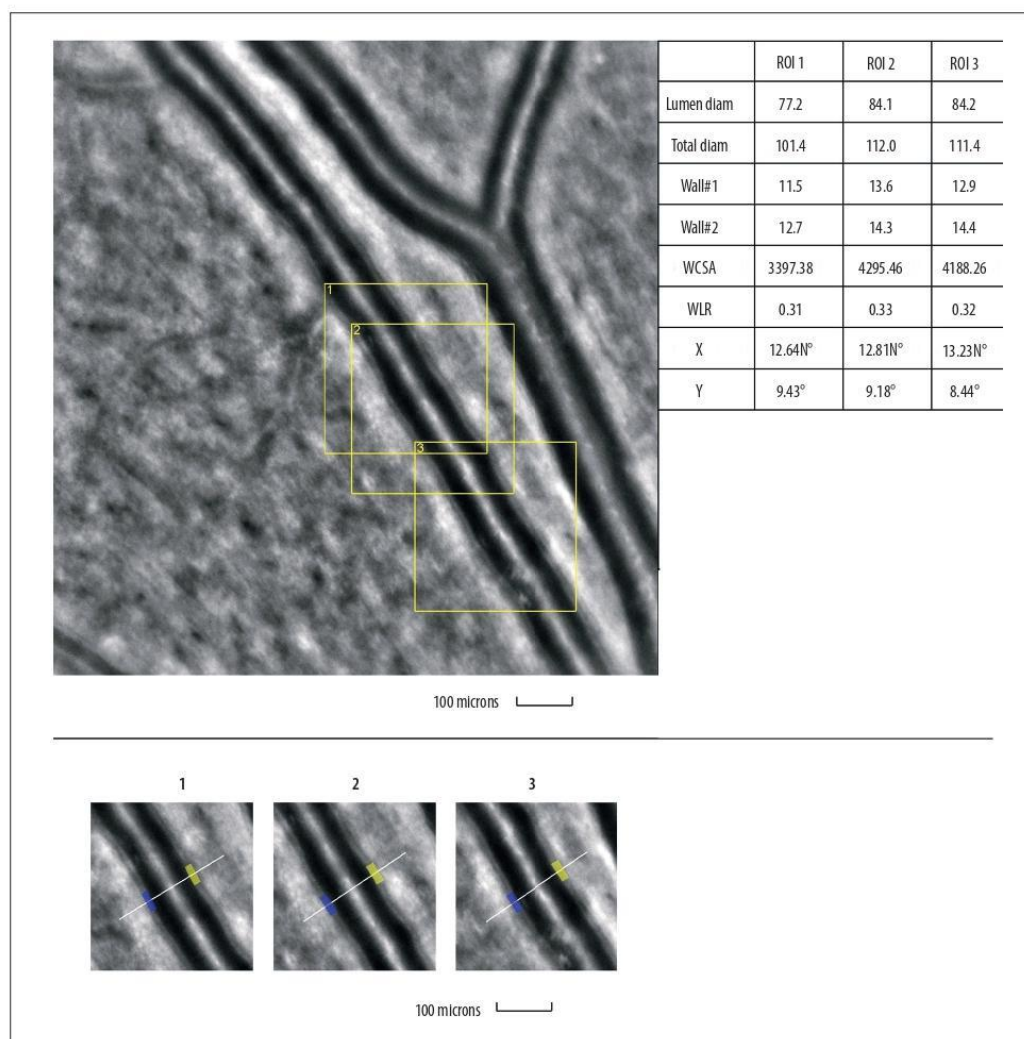 ROI 1 ROI 2 ROI 3
Lumen diam 77.2 84.1 84.2
Total diam 101.4 112.0 111.4
Wall#1 11.5 13.6 12.9
Wall#2 12.7 14.3 14.4
WCSA 3397.38 4295.46 4188.26
WLR 0.31 0.33 0.32
X 12.64N° 12.81N° 13.23N°
Y 9.43° 9.18° 8.44°
1
2
3
100 microns
1 2 3
100 microns